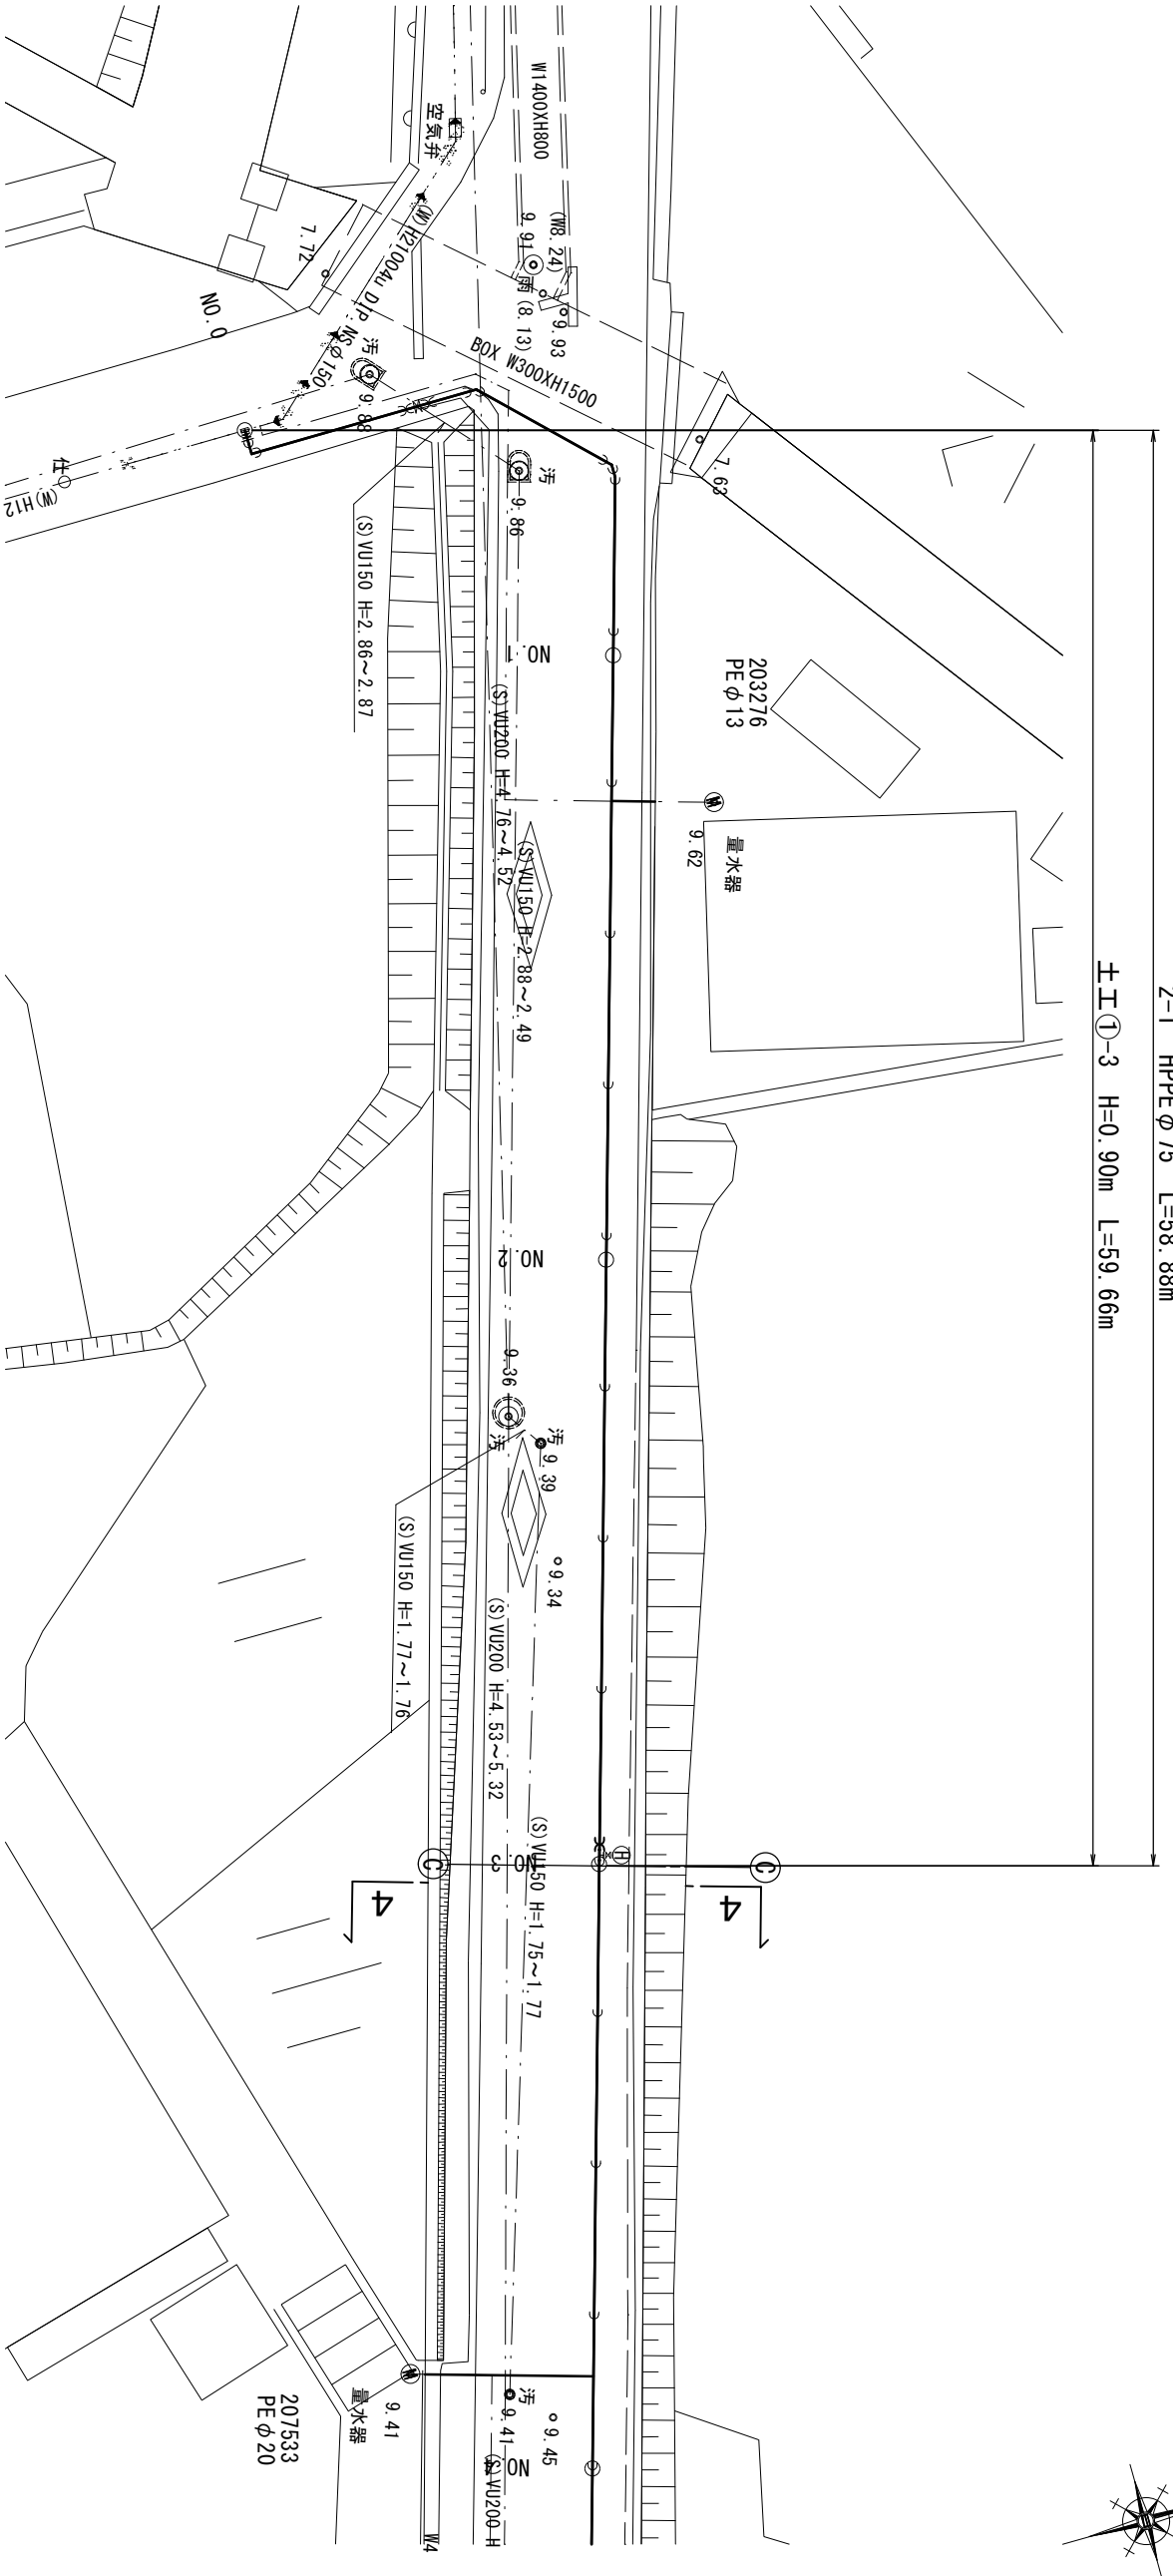 2-1 HPPEφ75 L=58.88m
土工①-3 H=0.90m L=59.66m
W1400XH800
空気弁
(W)H21004u DIP.NSφ150
(W8.24)
9.91
雨(8.13)
9.93
BOX W300XH1500
7.72
NO.0
汚
9.88
汚
9.86
7.63
仕
(W)H12
(S)VU150 H=2.86～2.87
NO.1
203276
PEφ13
(S)VU200 H=4.76～4.52
(S)VU150 H=2.88～2.49
W
9.62
量水器
NO.2
9.36
汚
汚
9.39
9.34
(S)VU150 H=1.77～1.76
(S)VU200 H=4.53～5.32
(S)VU150 H=1.75～1.77
NO.3
H
C
C
4
4
W
9.41
量水器
207533
PEφ20
汚
9.41
9.45
NO.4
(S)VU200 H
W4